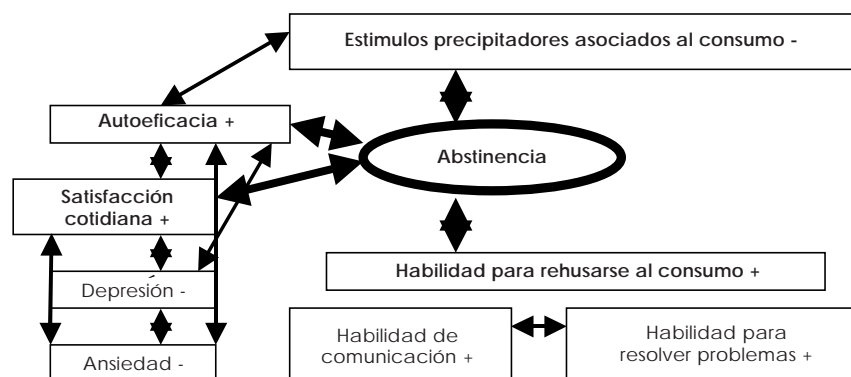 Estimulos precipitadores asociados al consumo -
Autoeficacia +
Abstinencia
Satisfacción
cotidiana +
Habilidad para rehusarse al consumo +
Depresión -
Habilidad de
comunicación +
Habilidad para
resolver problemas +
Ansiedad -